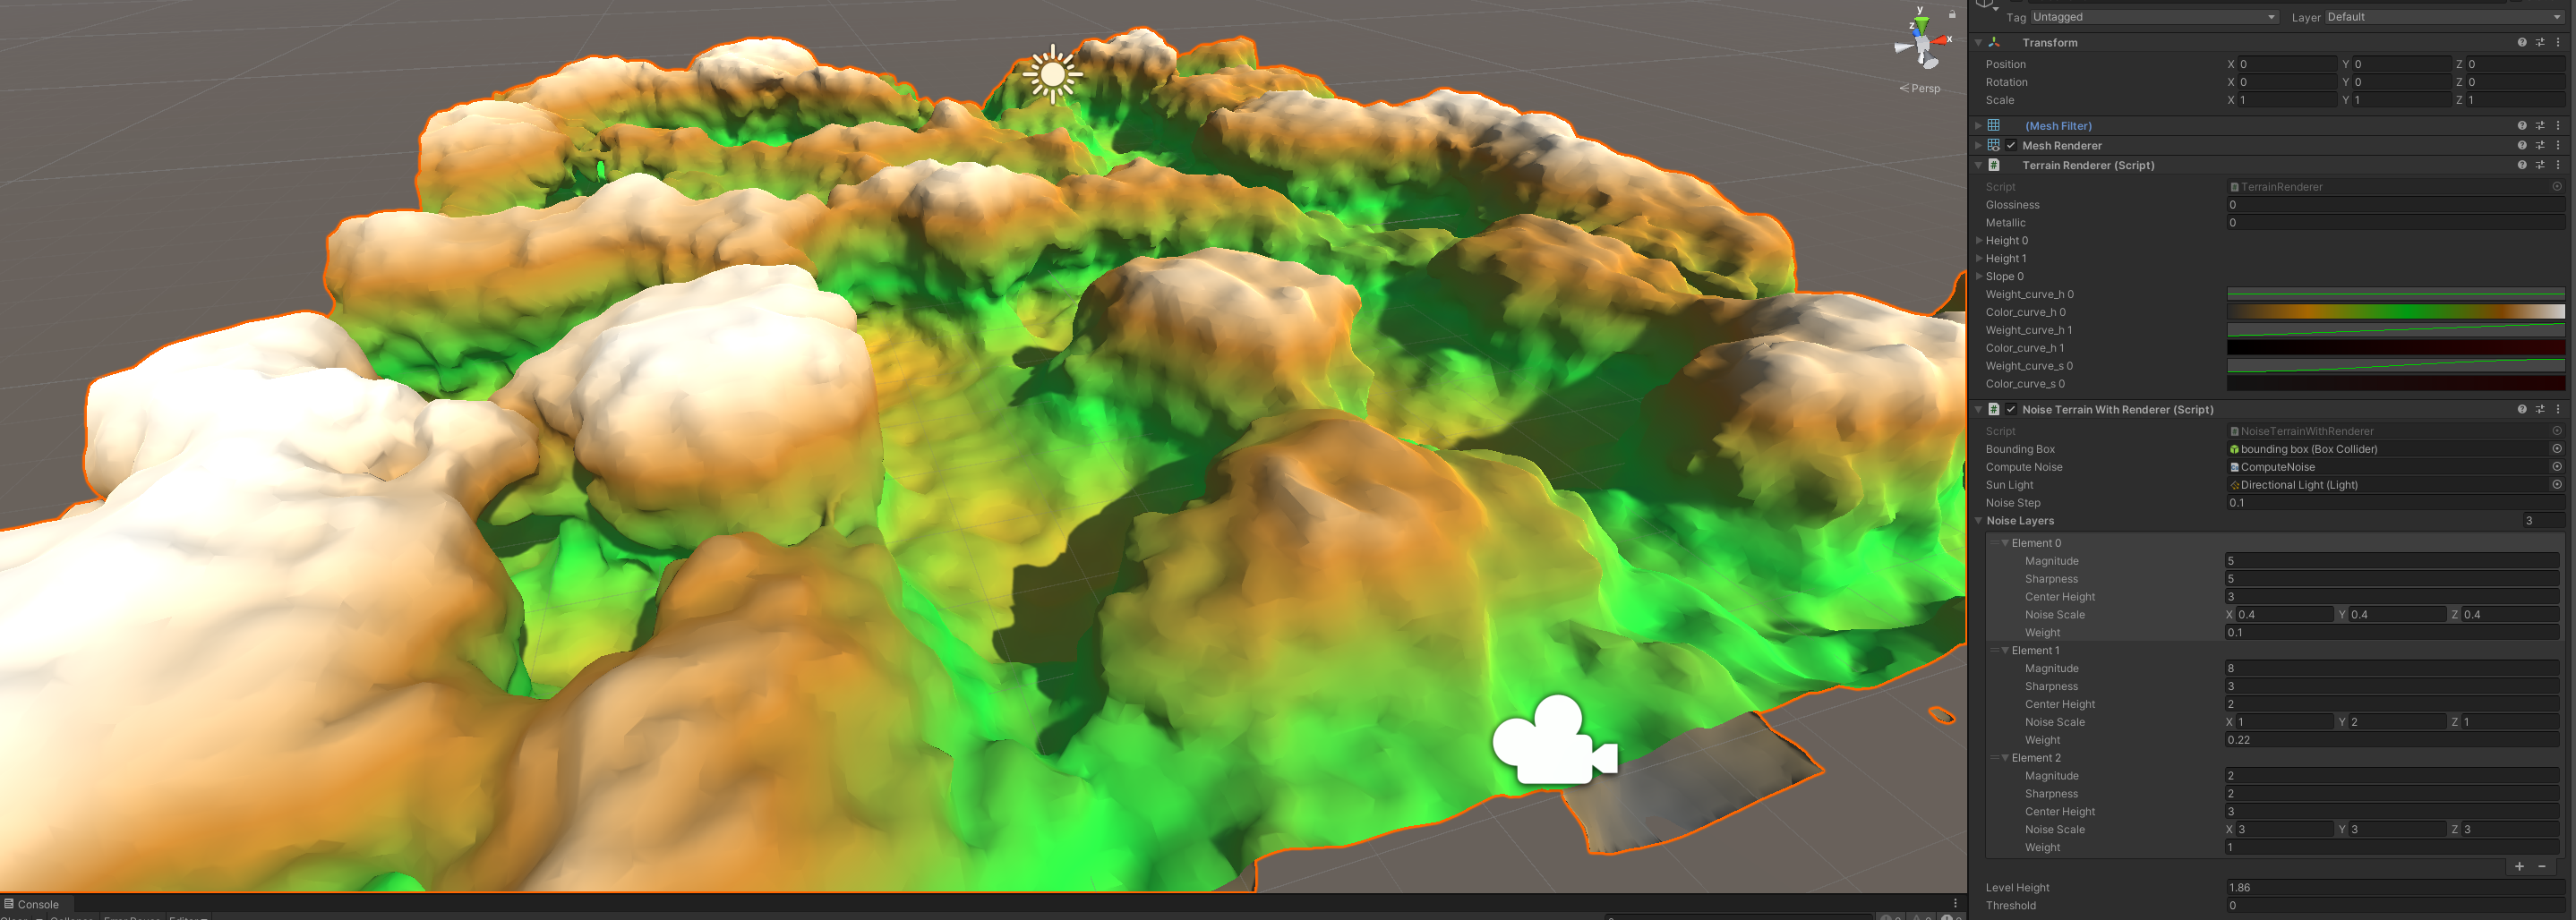 y
z
x
Persp
Console
Tag Untagged Layer Default
Transform
Position X 0 Y 0 Z 0
Rotation X 0 Y 0 Z 0
Scale X 1 Y 1 Z 1
(Mesh Filter)
Mesh Renderer
Terrain Renderer (Script)
Script TerrainRenderer
Glossiness 0
Metallic 0
Height 0
Height 1
Slope 0
Weight_curve_h 0
Color_curve_h 0
Weight_curve_h 1
Color_curve_h 1
Weight_curve_s 0
Color_curve_s 0
Noise Terrain With Renderer (Script)
Script NoiseTerrainWithRenderer
Bounding Box bounding box (Box Collider)
Compute Noise ComputeNoise
Sun Light Directional Light (Light)
Noise Step 0.1
Noise Layers 3
Element 0
Magnitude 5
Sharpness 5
Center Height 3
Noise Scale X 0.4 Y 0.4 Z 0.4
Weight 0.1
Element 1
Magnitude 8
Sharpness 3
Center Height 2
Noise Scale X 1 Y 2 Z 1
Weight 0.22
Element 2
Magnitude 2
Sharpness 2
Center Height 3
Noise Scale X 3 Y 3 Z 3
Weight 1
Level Height 1.86
Threshold 0